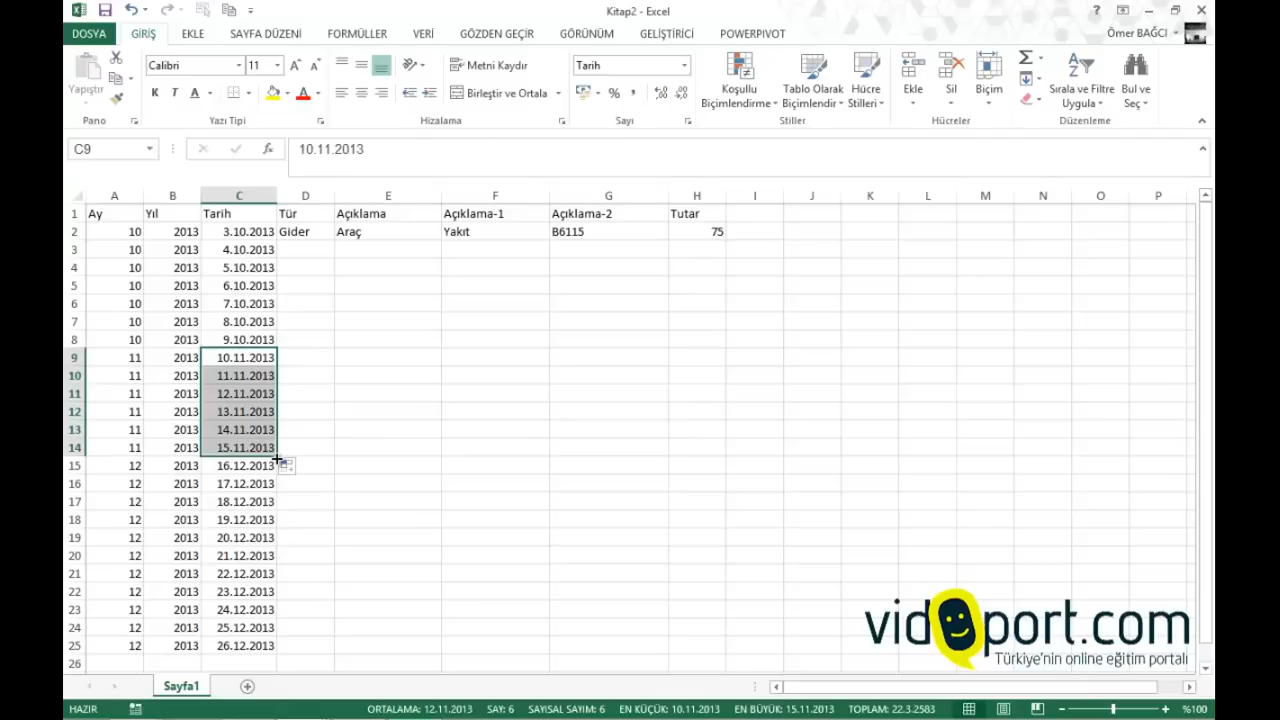 Kitap2 - Excel
DOSYA GİRİŞ EKLE SAYFA DÜZENİ FORMÜLLER VERİ GÖZDEN GEÇİR GÖRÜNÜM GELİŞTİRİCİ POWERPIVOT Ömer BAĞCI
Calibri 11 Metni Kaydır Tarih
Yapıştır K T A Birleştir ve Ortala % Koşullu Biçimlendirme Tablo Olarak Biçimlendir Hücre Stilleri Ekle Sil Biçim Sırala ve Filtre Uygula Bul ve Seç
Pano Yazı Tipi Hizalama Sayı Stiller Hücreler Düzenleme
C9 fx 10.11.2013
A B C D E F G H I J K L M N O P
1 Ay Yıl Tarih Tür Açıklama Açıklama-1 Açıklama-2 Tutar
2 10 2013 3.10.2013 Gider Araç Yakıt B6115 75
3 10 2013 4.10.2013
4 10 2013 5.10.2013
5 10 2013 6.10.2013
6 10 2013 7.10.2013
7 10 2013 8.10.2013
8 10 2013 9.10.2013
9 11 2013 10.11.2013
10 11 2013 11.11.2013
11 11 2013 12.11.2013
12 11 2013 13.11.2013
13 11 2013 14.11.2013
14 11 2013 15.11.2013
15 12 2013 16.12.2013
16 12 2013 17.12.2013
17 12 2013 18.12.2013
18 12 2013 19.12.2013
19 12 2013 20.12.2013
20 12 2013 21.12.2013
21 12 2013 22.12.2013
22 12 2013 23.12.2013
23 12 2013 24.12.2013
24 12 2013 25.12.2013
25 12 2013 26.12.2013
26
vidoport.com
Türkiye'nin online eğitim portalı
Sayfa1
HAZIR ORTALAMA: 12.11.2013 SAY: 6 SAYISAL SAYIM: 6 EN KÜÇÜK: 10.11.2013 EN BÜYÜK: 15.11.2013 TOPLAM: 22.3.2583 %100